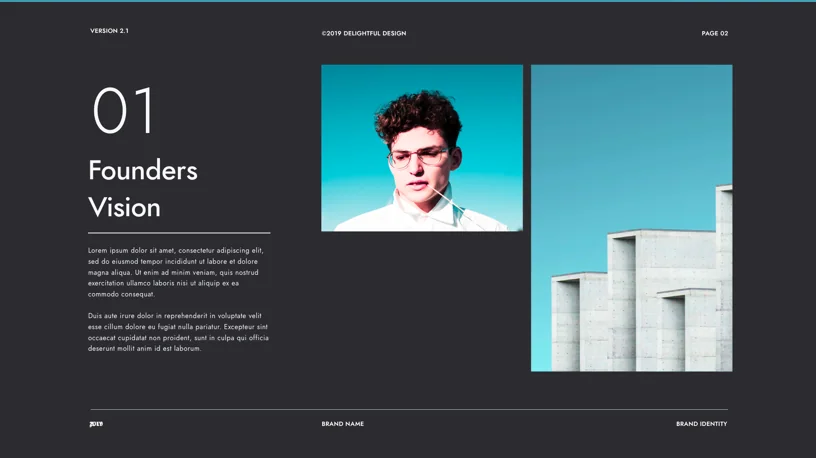 VERSION 2.1
©2019 DELIGHTFUL DESIGN
PAGE 02
01
Founders
Vision
Lorem ipsum dolor sit amet, consectetur adipiscing elit,
sed do eiusmod tempor incididunt ut labore et dolore
magna aliqua. Ut enim ad minim veniam, quis nostrud
exercitation ullamco laboris nisi ut aliquip ex ea
commodo consequat.
Duis aute irure dolor in reprehenderit in voluptate velit
esse cillum dolore eu fugiat nulla pariatur. Excepteur sint
occaecat cupidatat non proident, sunt in culpa qui officia
deserunt mollit anim id est laborum.
BRAND NAME
BRAND IDENTITY